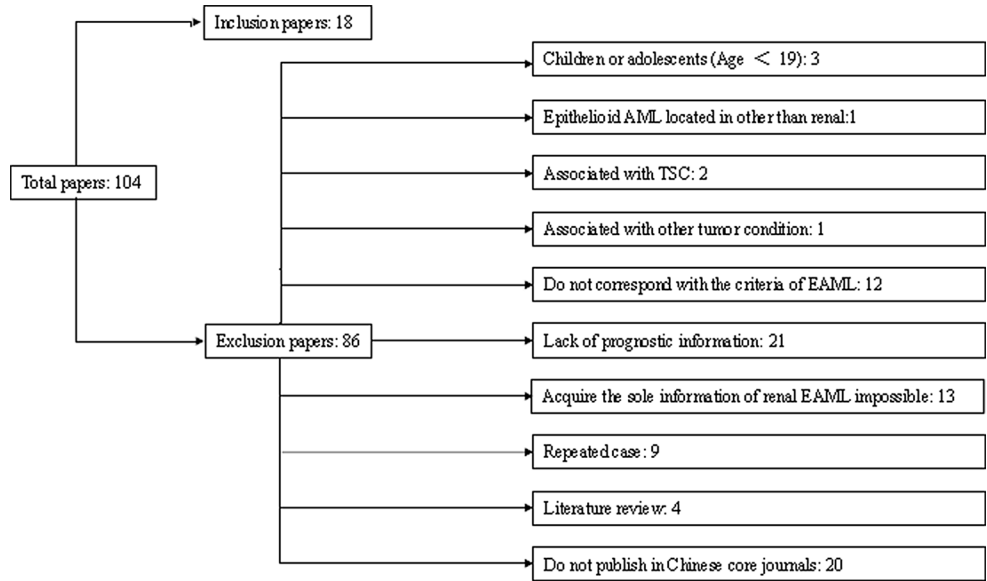 Inclusion papers: 18
Children or adolescents (Age < 19): 3
Epithelioid AML located in other than renal:1
Total papers: 104
Associated with TSC: 2
Associated with other tumor condition: 1
Do not correspond with the criteria of EAML: 12
Exclusion papers: 86
Lack of prognostic information: 21
Acquire the sole information of renal EAML impossible: 13
Repeated case: 9
Literature review: 4
Do not publish in Chinese core journals: 20